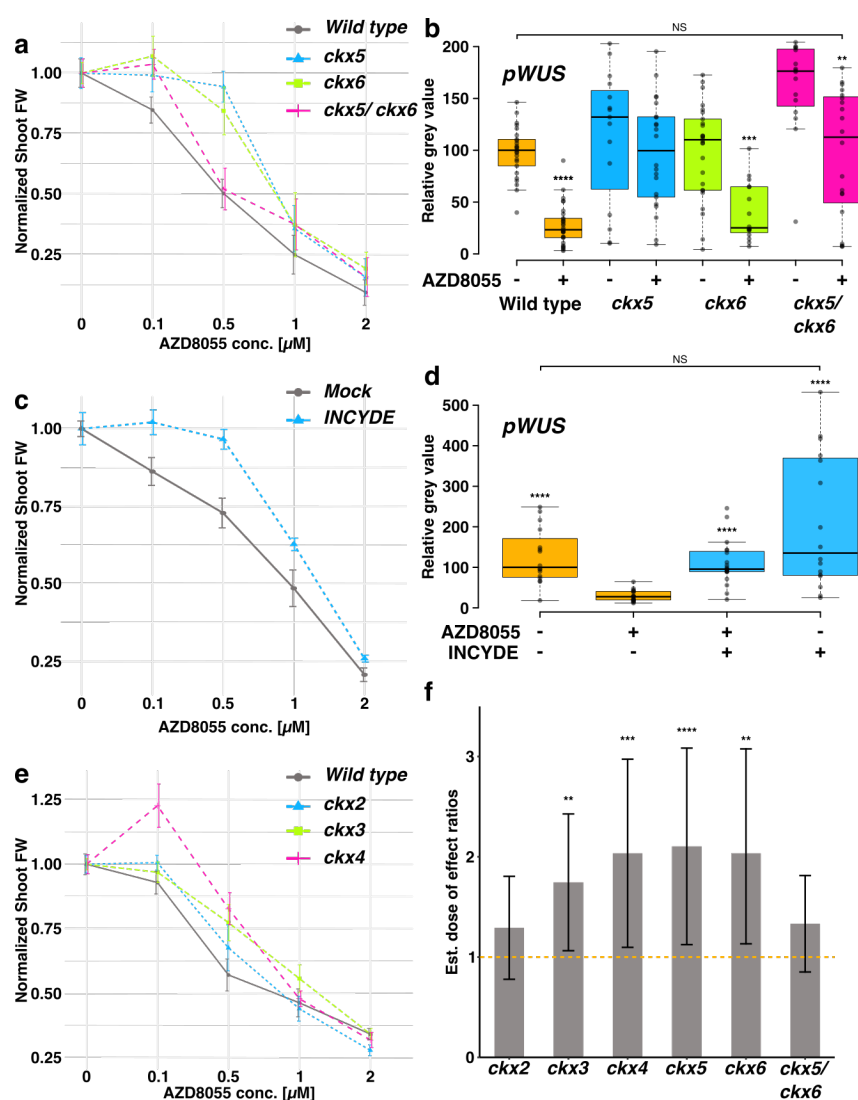 a
Wild type
ckx5
ckx6
ckx5/ ckx6
Normalized Shoot FW
1.00
0.75
0.50
0.25
0 0.1 0.5 1 2
AZD8055 conc. [µM]
b
NS
pWUS
Relative grey value
200
150
100
50
0
****
***
**
AZD8055 - + - + - + - +
Wild type ckx5 ckx6 ckx5/
ckx6
c
Mock
INCYDE
Normalized Shoot FW
1.00
0.75
0.50
0.25
0 0.1 0.5 1 2
AZD8055 conc. [µM]
d
NS
pWUS
Relative grey value
500
400
300
200
100
0
****
****
****
AZD8055 - + + -
INCYDE - - + +
e
Wild type
ckx2
ckx3
ckx4
Normalized Shoot FW
1.25
1.00
0.75
0.50
0.25
0 0.1 0.5 1 2
AZD8055 conc. [µM]
f
Est. dose of effect ratios
3
2
1
0
** *** **** **
ckx2 ckx3 ckx4 ckx5 ckx6 ckx5/
ckx6